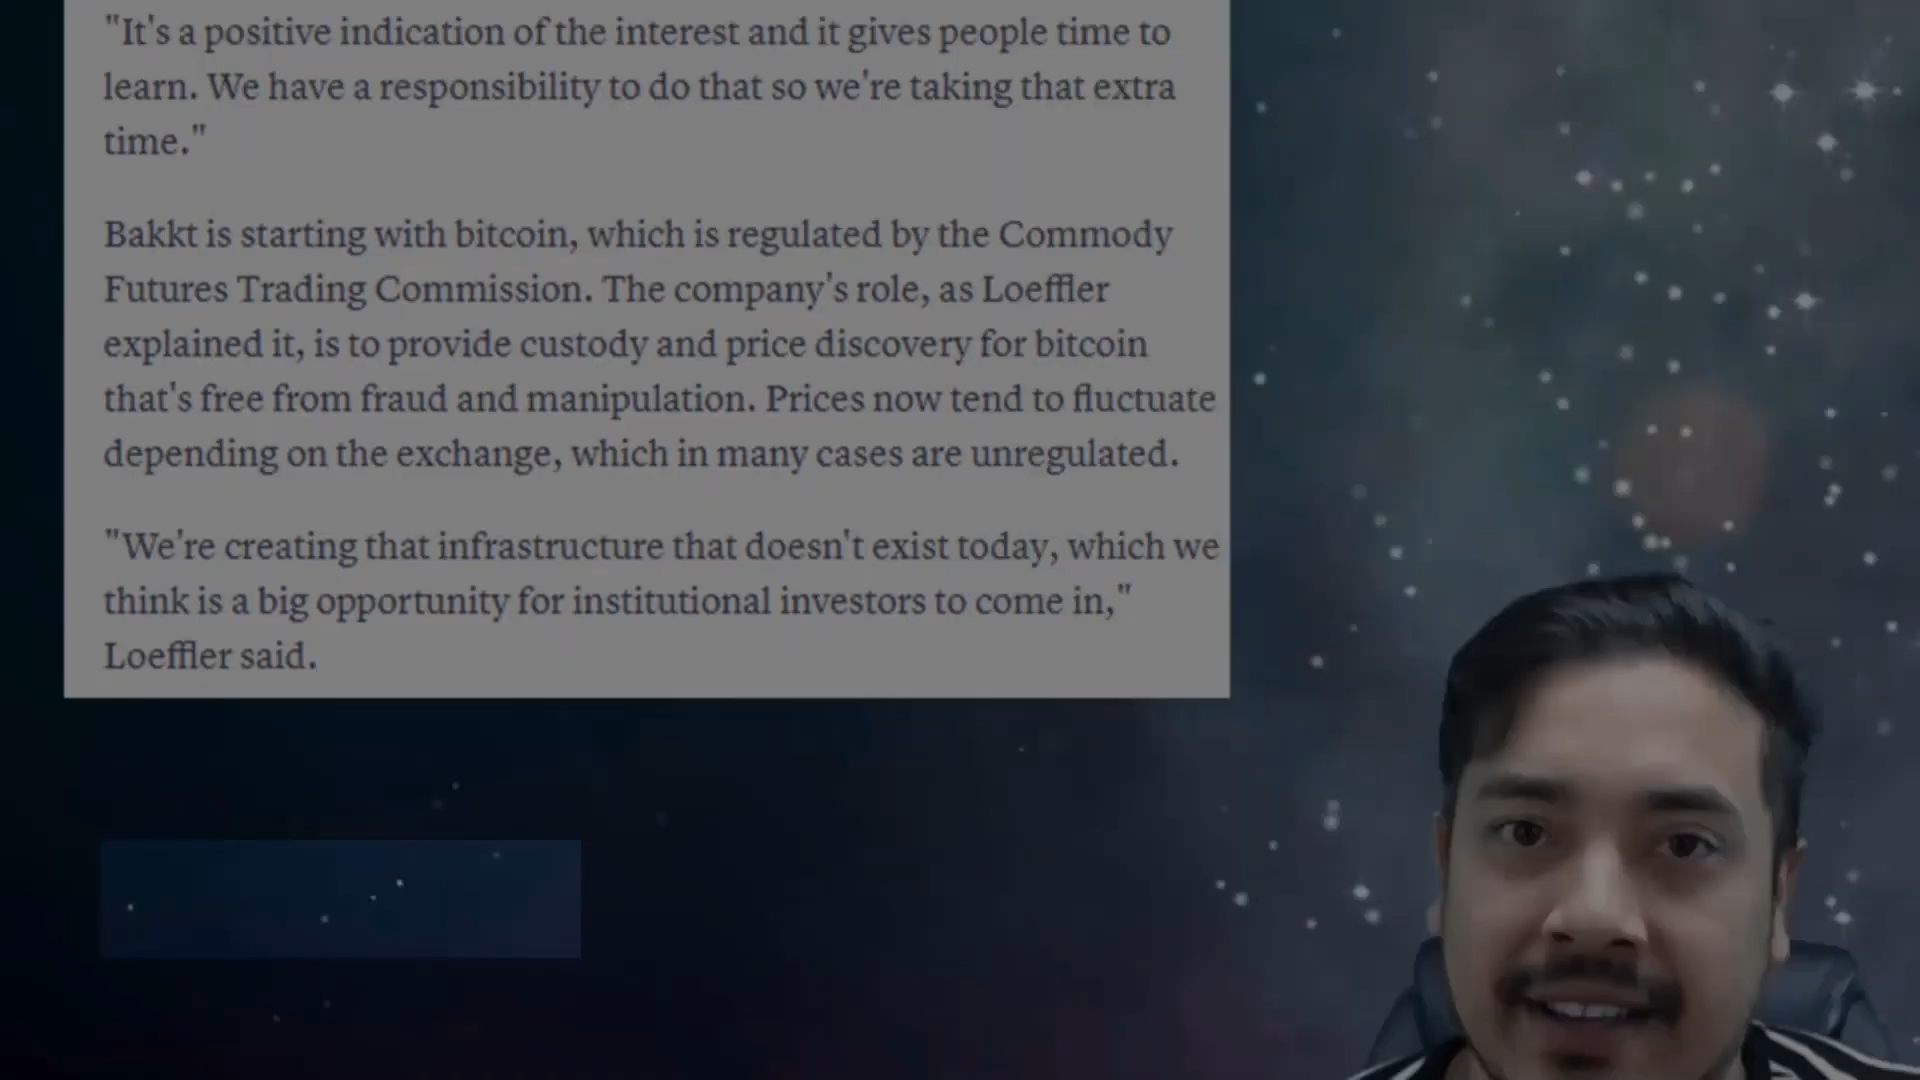 "It's a positive indication of the interest and it gives people time to
learn. We have a responsibility to do that so we're taking that extra
time."
Bakkt is starting with bitcoin, which is regulated by the Commody
Futures Trading Commission. The company's role, as Loeffler
explained it, is to provide custody and price discovery for bitcoin
that's free from fraud and manipulation. Prices now tend to fluctuate
depending on the exchange, which in many cases are unregulated.
"We're creating that infrastructure that doesn't exist today, which we
think is a big opportunity for institutional investors to come in,"
Loeffler said.